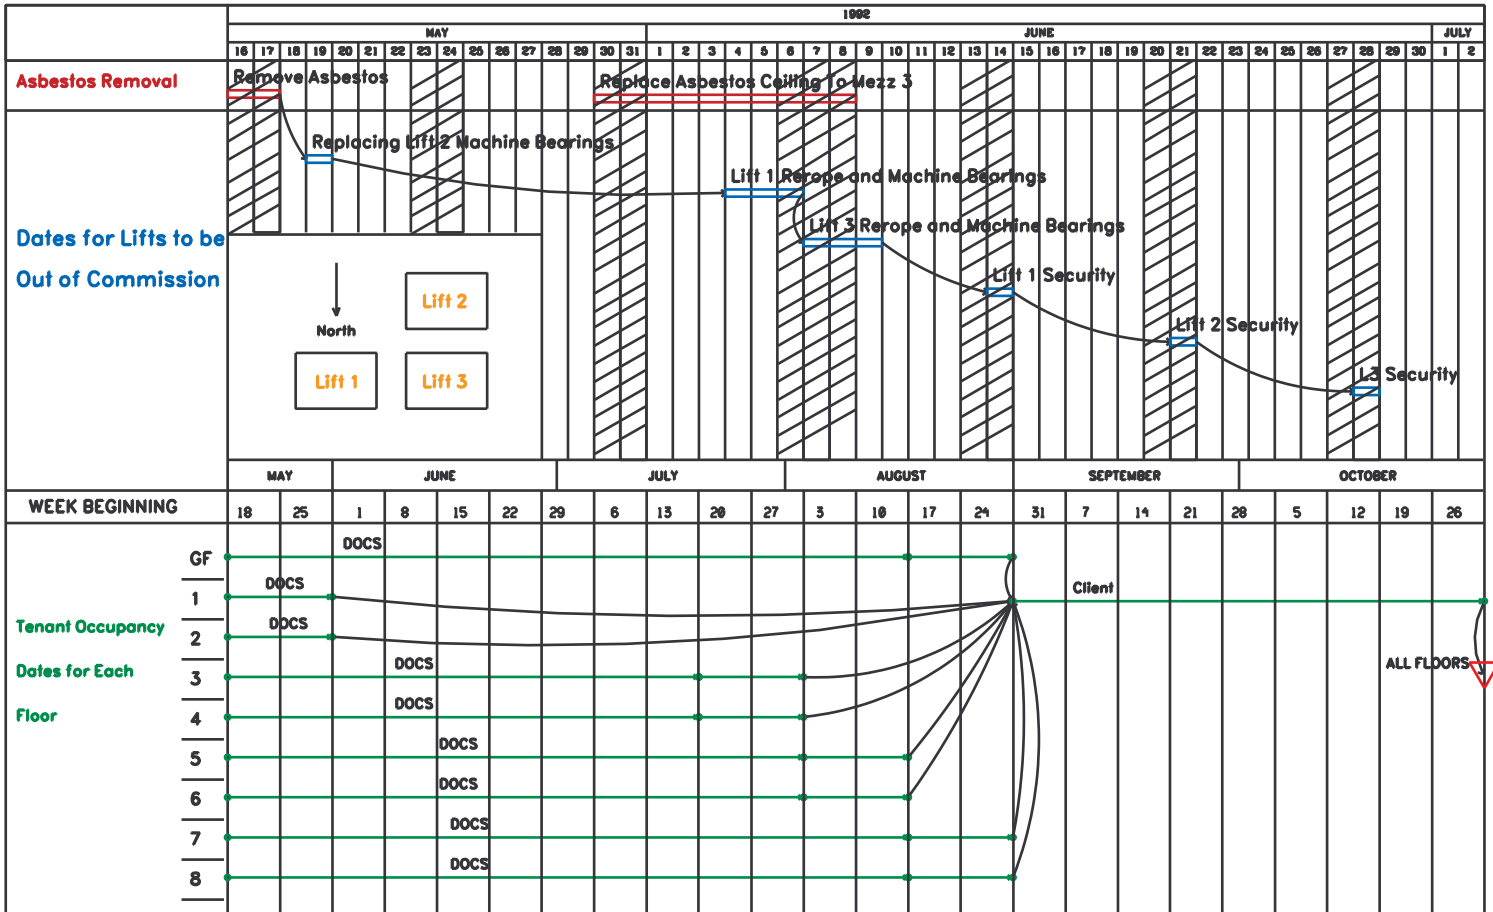 1992
MAY JUNE JULY
16 17 18 19 20 21 22 23 24 25 26 27 28 29 30 31 1 2 3 4 5 6 7 8 9 10 11 12 13 14 15 16 17 18 19 20 21 22 23 24 25 26 27 28 29 30 1 2
Asbestos Removal
Remove Asbestos
Replace Asbestos Ceiling To Mezz 3
Replacing Lift 2 Machine Bearings
Lift 1 Rerope and Machine Bearings
Lift 3 Rerope and Machine Bearings
Dates for Lifts to be
Out of Commission
Lift 1 Security
Lift 2
North
Lift 2 Security
Lift 1
Lift 3
L3 Security
MAY JUNE JULY AUGUST SEPTEMBER OCTOBER
WEEK BEGINNING
18 25 1 8 15 22 29 6 13 20 27 3 10 17 24 31 7 14 21 28 5 12 19 26
DOCS
GF
DOCS
Client
1
DOCS
Tenant Occupancy
2
DOCS
ALL FLOORS
Dates for Each
3
DOCS
Floor
4
DOCS
5
DOCS
6
DOCS
7
DOCS
8